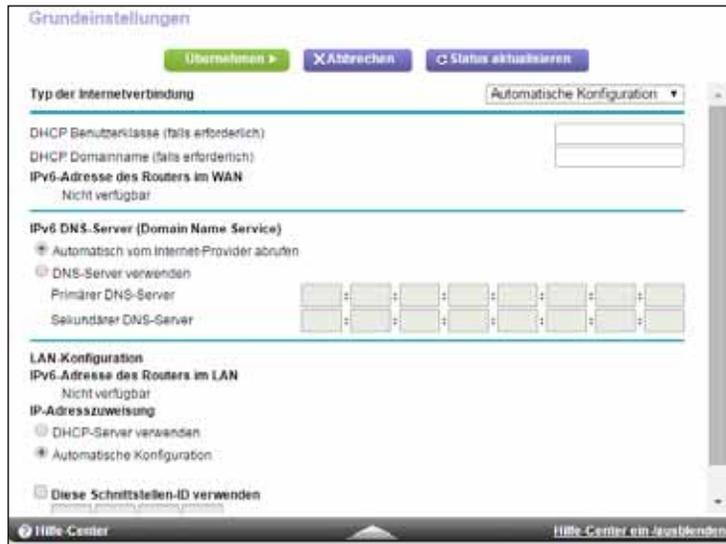 Grundeinstellungen
Übernehmen Abbrechen Status aktualisieren
Typ der Internetverbindung Automatische Konfiguration
DHCP Benutzerklasse (falls erforderlich)
DHCP Domainname (falls erforderlich)
IPv6-Adresse des Routers im WAN
Nicht verfügbar
IPv6 DNS-Server (Domain Name Service)
Automatisch vom Internet-Provider abrufen
DNS-Server verwenden
Primärer DNS-Server : : : : : : :
Sekundärer DNS-Server : : : : : : :
LAN-Konfiguration
IPv6-Adresse des Routers im LAN
Nicht verfügbar
IP-Adresszuweisung
DHCP-Server verwenden
Automatische Konfiguration
Diese Schnittstellen-ID verwenden
Hilfe-Center Hilfe-Center ein-/ausblenden